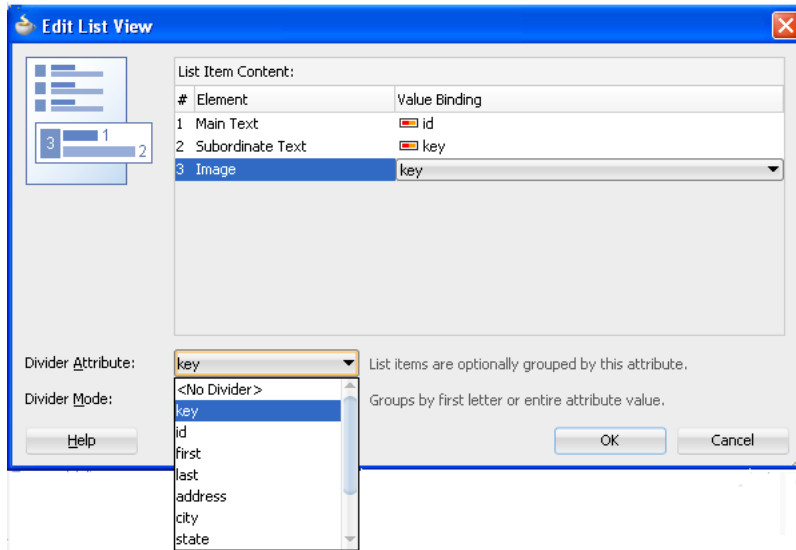 Edit List View
List Item Content:
# Element Value Binding
1 Main Text id
2 Subordinate Text key
3 Image key
3 1
2
Divider Attribute: key List items are optionally grouped by this attribute.
<No Divider>
Divider Mode: key Groups by first letter or entire attribute value.
Help id OK Cancel
first
last
address
city
state